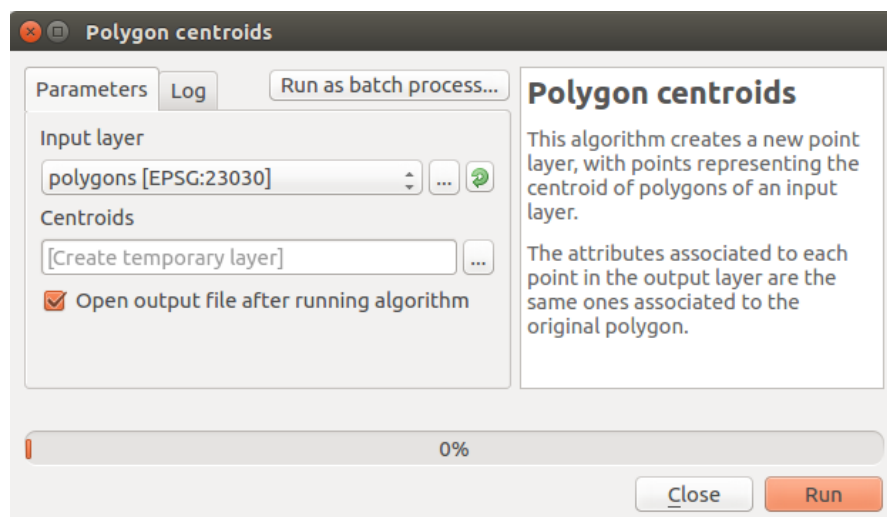 Polygon centroids
Parameters
Log
Run as batch process...
Input layer
polygons [EPSG:23030]
...
Centroids
[Create temporary layer]
...
Open output file after running algorithm
Polygon centroids
This algorithm creates a new point
layer, with points representing the
centroid of polygons of an input
layer.
The attributes associated to each
point in the output layer are the
same ones associated to the
original polygon.
0%
Close
Run